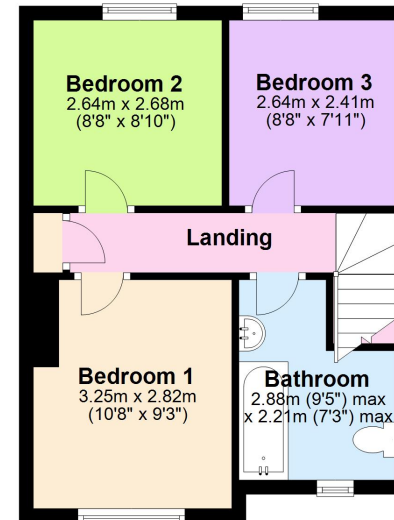 Bedroom 2
2.64m x 2.68m
(8'8" x 8'10")
Bedroom 3
2.64m x 2.41m
(8'8" x 7'11")
Landing
Bedroom 1
3.25m x 2.82m
(10'8" x 9'3")
Bathroom
2.88m (9'5") max
x 2.21m (7'3") max